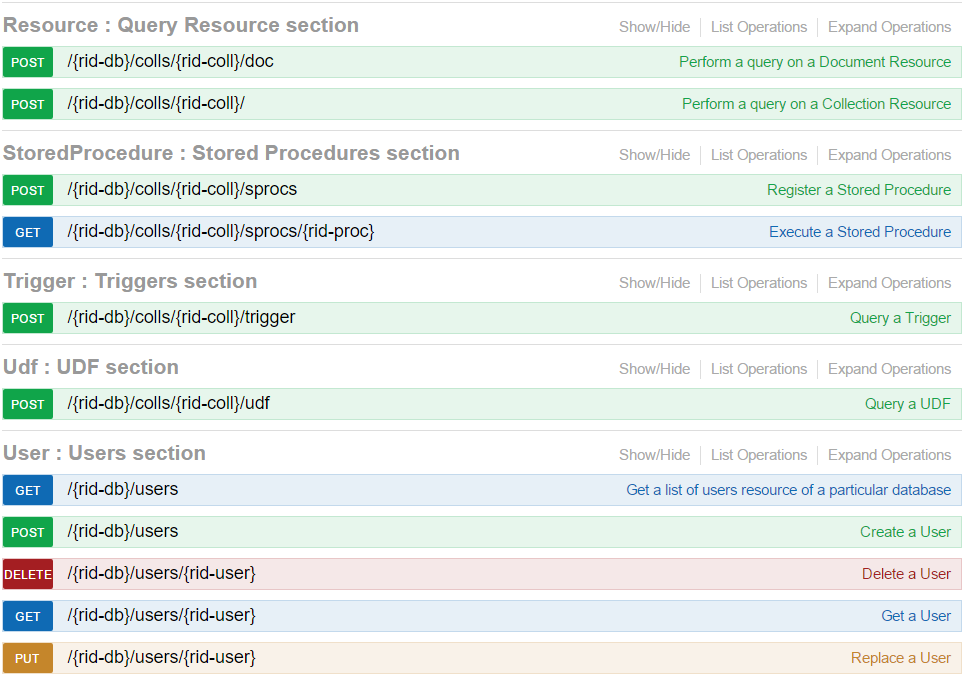 Resource : Query Resource section Show/Hide List Operations Expand Operations
POST /{rid-db}/colls/{rid-coll}/doc Perform a query on a Document Resource
POST /{rid-db}/colls/{rid-coll}/ Perform a query on a Collection Resource
StoredProcedure : Stored Procedures section Show/Hide List Operations Expand Operations
POST /{rid-db}/colls/{rid-coll}/sprocs Register a Stored Procedure
GET /{rid-db}/colls/{rid-coll}/sprocs/{rid-proc} Execute a Stored Procedure
Trigger : Triggers section Show/Hide List Operations Expand Operations
POST /{rid-db}/colls/{rid-coll}/trigger Query a Trigger
Udf : UDF section Show/Hide List Operations Expand Operations
POST /{rid-db}/colls/{rid-coll}/udf Query a UDF
User : Users section Show/Hide List Operations Expand Operations
GET /{rid-db}/users Get a list of users resource of a particular database
POST /{rid-db}/users Create a User
DELETE /{rid-db}/users/{rid-user} Delete a User
GET /{rid-db}/users/{rid-user} Get a User
PUT /{rid-db}/users/{rid-user} Replace a User